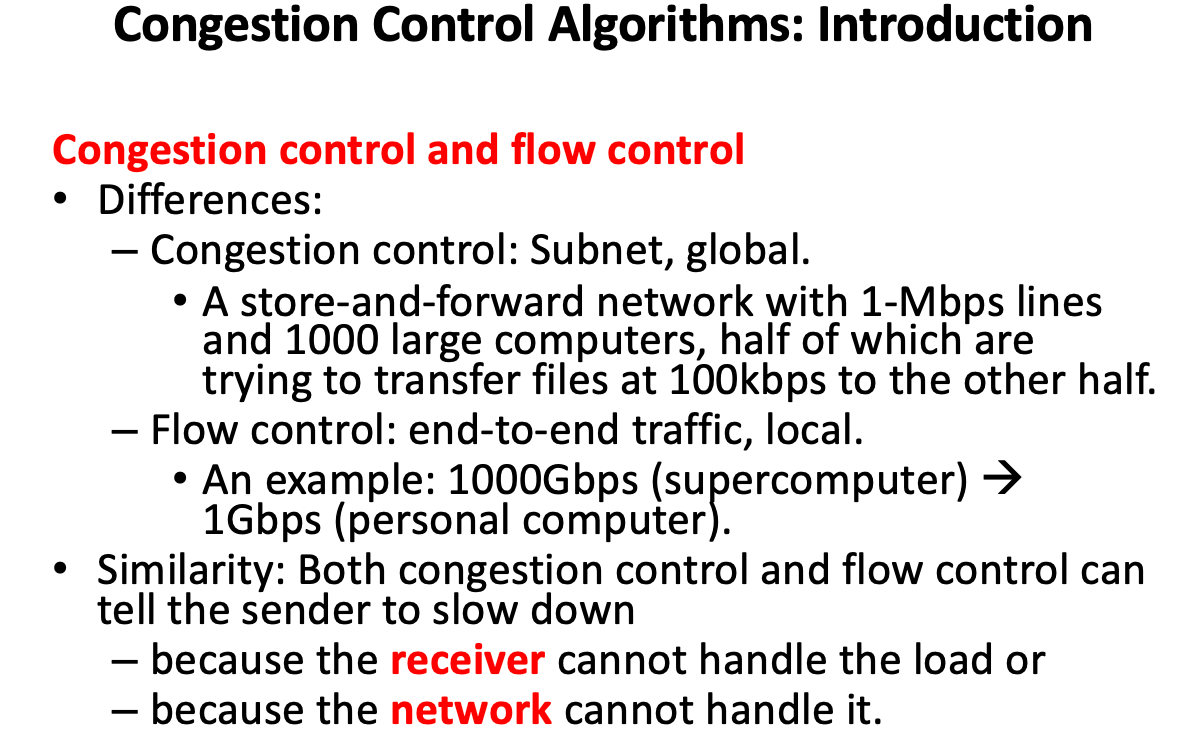 Congestion Control Algorithms: Introduction
Congestion control and flow control
• Differences:
– Congestion control: Subnet, global.
• A store-and-forward network with 1-Mbps lines
and 1000 large computers, half of which are
trying to transfer files at 100kbps to the other half.
– Flow control: end-to-end traffic, local.
• An example: 1000Gbps (supercomputer) →
1Gbps (personal computer).
• Similarity: Both congestion control and flow control can
tell the sender to slow down
– because the receiver cannot handle the load or
– because the network cannot handle it.